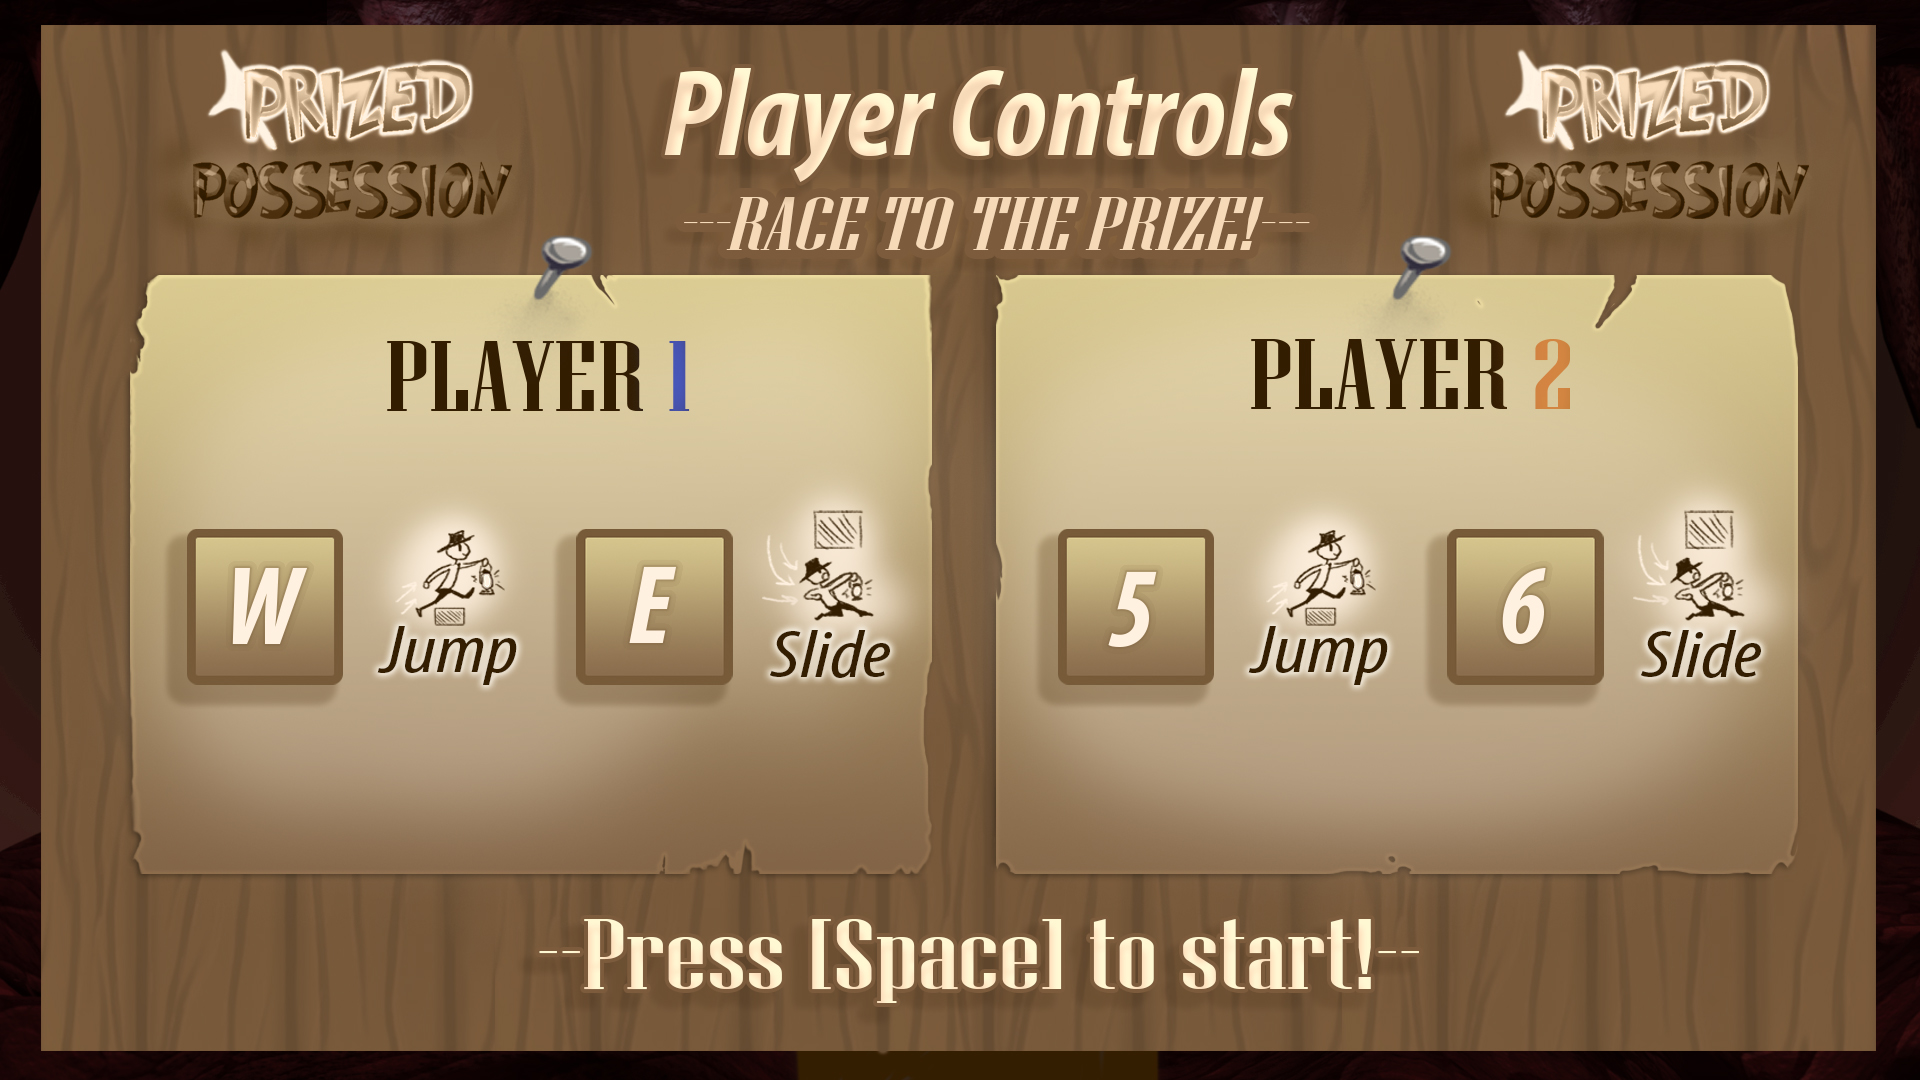 PRIZED
POSSESSION
Player Controls
---RACE TO THE PRIZE!---
PRIZED
POSSESSION
PLAYER 1
W
Jump
E
Slide
PLAYER 2
5
Jump
6
Slide
--Press [Space] to start!--